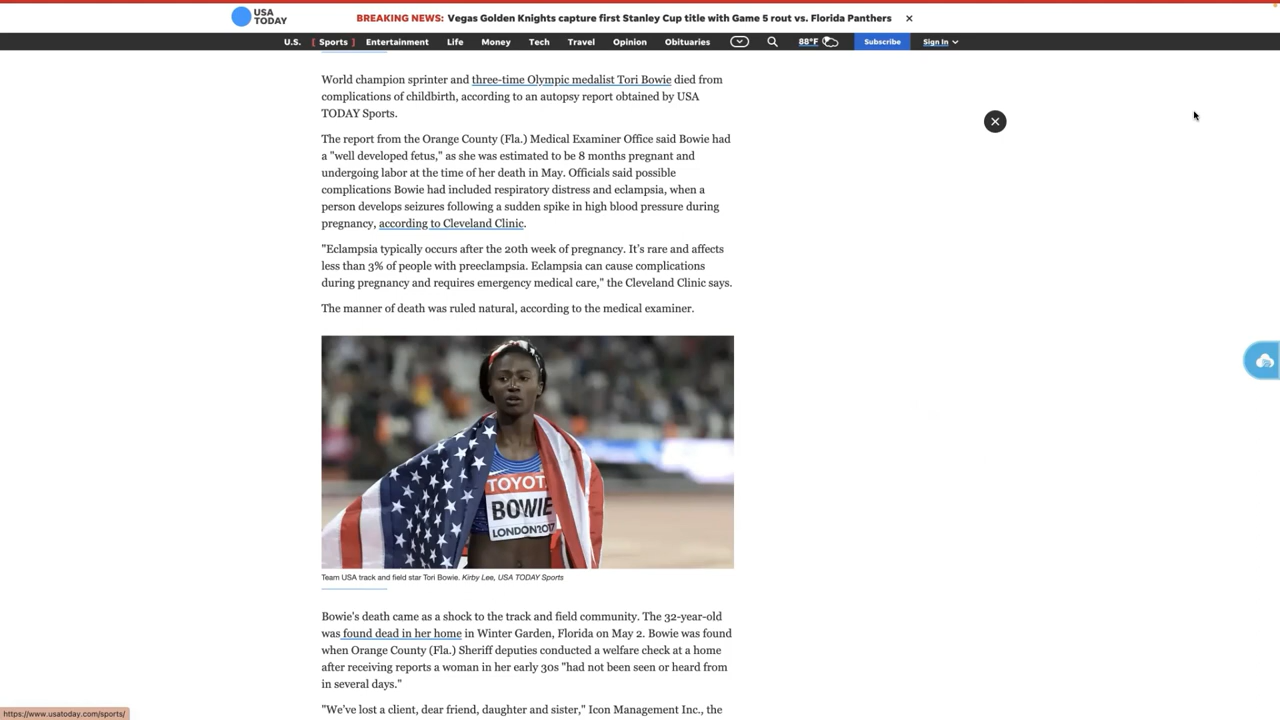 USA
TODAY
BREAKING NEWS: Vegas Golden Knights capture first Stanley Cup title with Game 5 rout vs. Florida Panthers
U.S. [ Sports ] Entertainment Life Money Tech Travel Opinion Obituaries 88°F Subscribe Sign In
World champion sprinter and three-time Olympic medalist Tori Bowie died from
complications of childbirth, according to an autopsy report obtained by USA
TODAY Sports.
The report from the Orange County (Fla.) Medical Examiner Office said Bowie had
a "well developed fetus," as she was estimated to be 8 months pregnant and
undergoing labor at the time of her death in May. Officials said possible
complications Bowie had included respiratory distress and eclampsia, when a
person develops seizures following a sudden spike in high blood pressure during
pregnancy, according to Cleveland Clinic.
"Eclampsia typically occurs after the 20th week of pregnancy. It's rare and affects
less than 3% of people with preeclampsia. Eclampsia can cause complications
during pregnancy and requires emergency medical care," the Cleveland Clinic says.
The manner of death was ruled natural, according to the medical examiner.
TOYOTA
BOWIE
LONDON2017
Team USA track and field star Tori Bowie. Kirby Lee, USA TODAY Sports
Bowie's death came as a shock to the track and field community. The 32-year-old
was found dead in her home in Winter Garden, Florida on May 2. Bowie was found
when Orange County (Fla.) Sheriff deputies conducted a welfare check at a home
after receiving reports a woman in her early 30s "had not been seen or heard from
in several days."
"We've lost a client, dear friend, daughter and sister," Icon Management Inc., the
https://www.usatoday.com/sports/